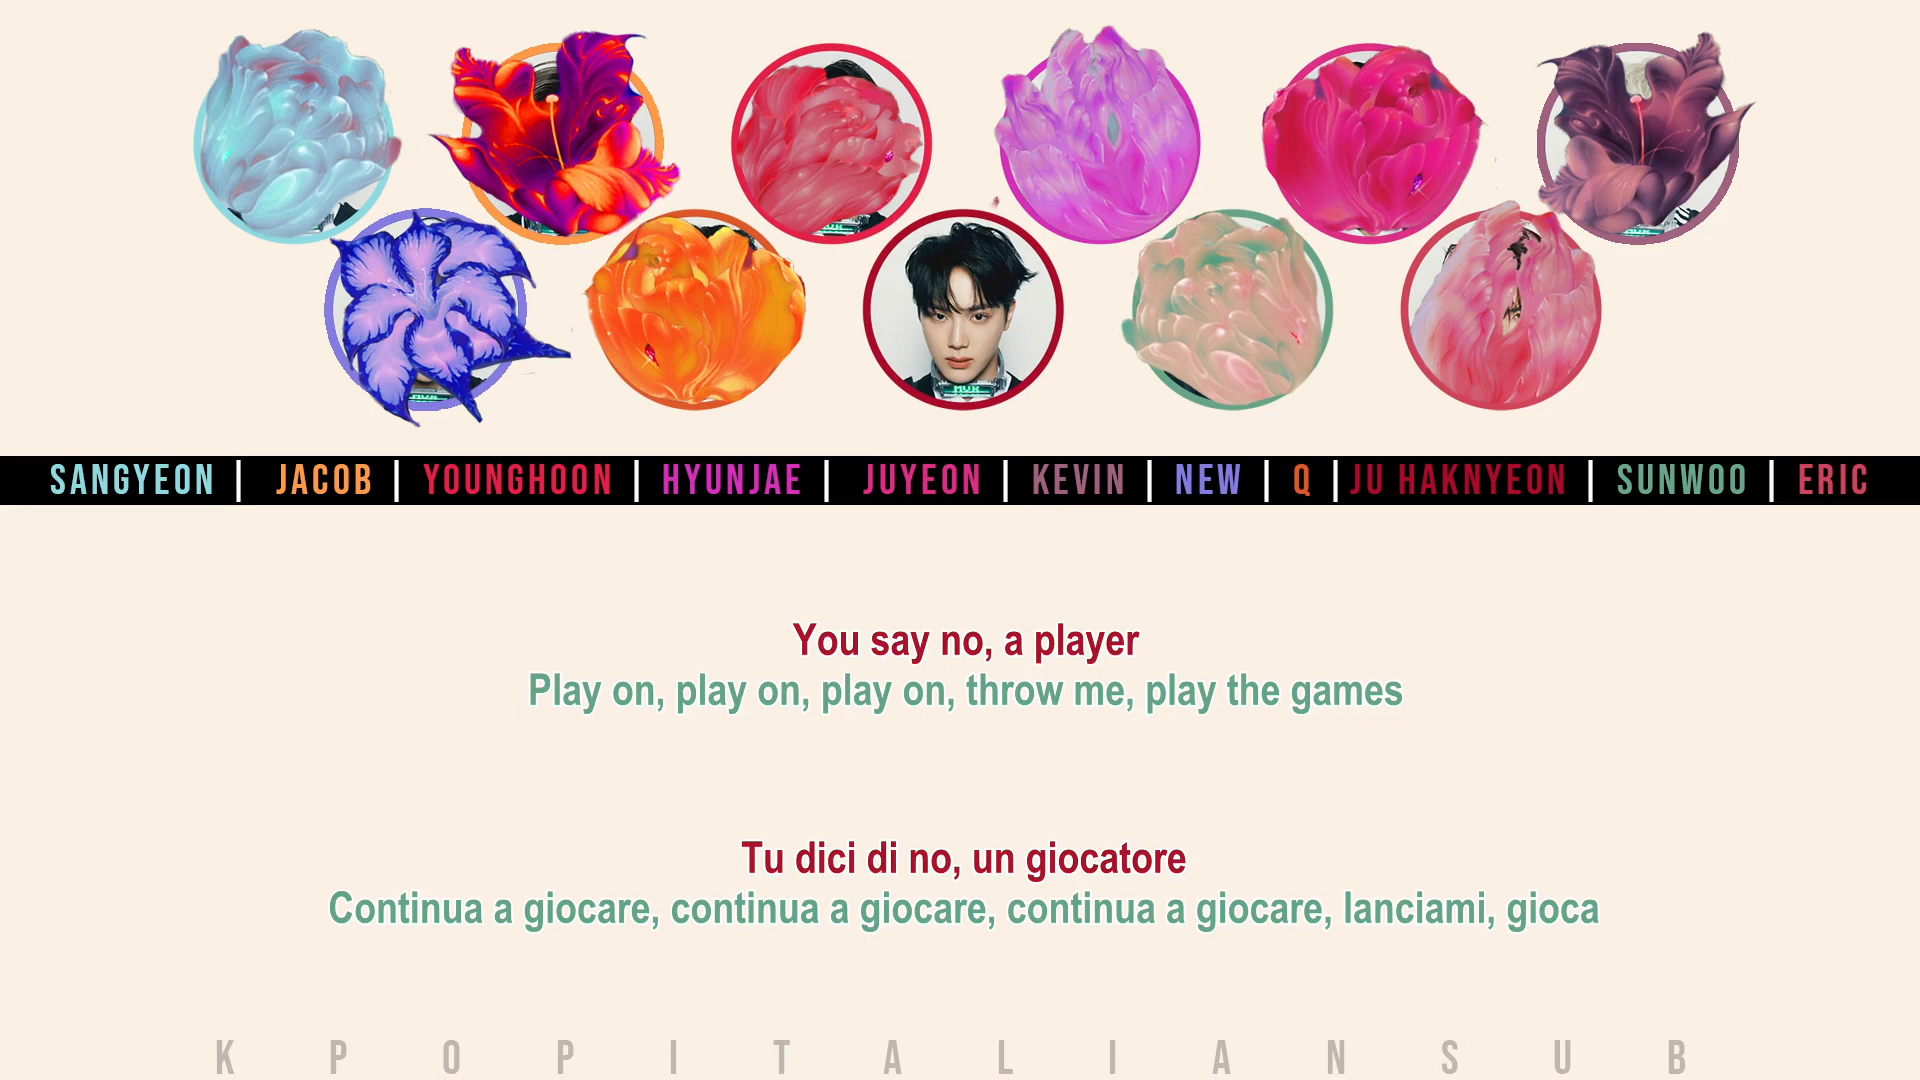 SANGYEON | JACOB | YOUNGHOON | HYUNJAE | JUYEON | KEVIN | NEW | Q | JU HAKNYEON | SUNWOO | ERIC
You say no, a player
Play on, play on, play on, throw me, play the games
Tu dici di no, un giocatore
Continua a giocare, continua a giocare, continua a giocare, lanciami, gioca
K P O P I T A L I A N S U B